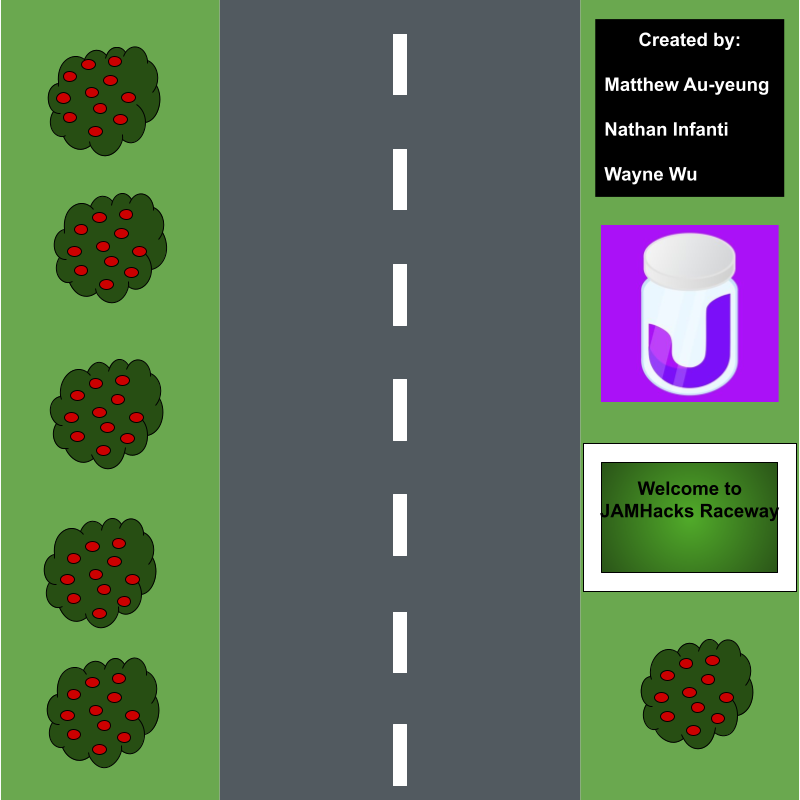 Created by:
Matthew Au-yeung
Nathan Infanti
Wayne Wu
Welcome to
JAMHacks Raceway